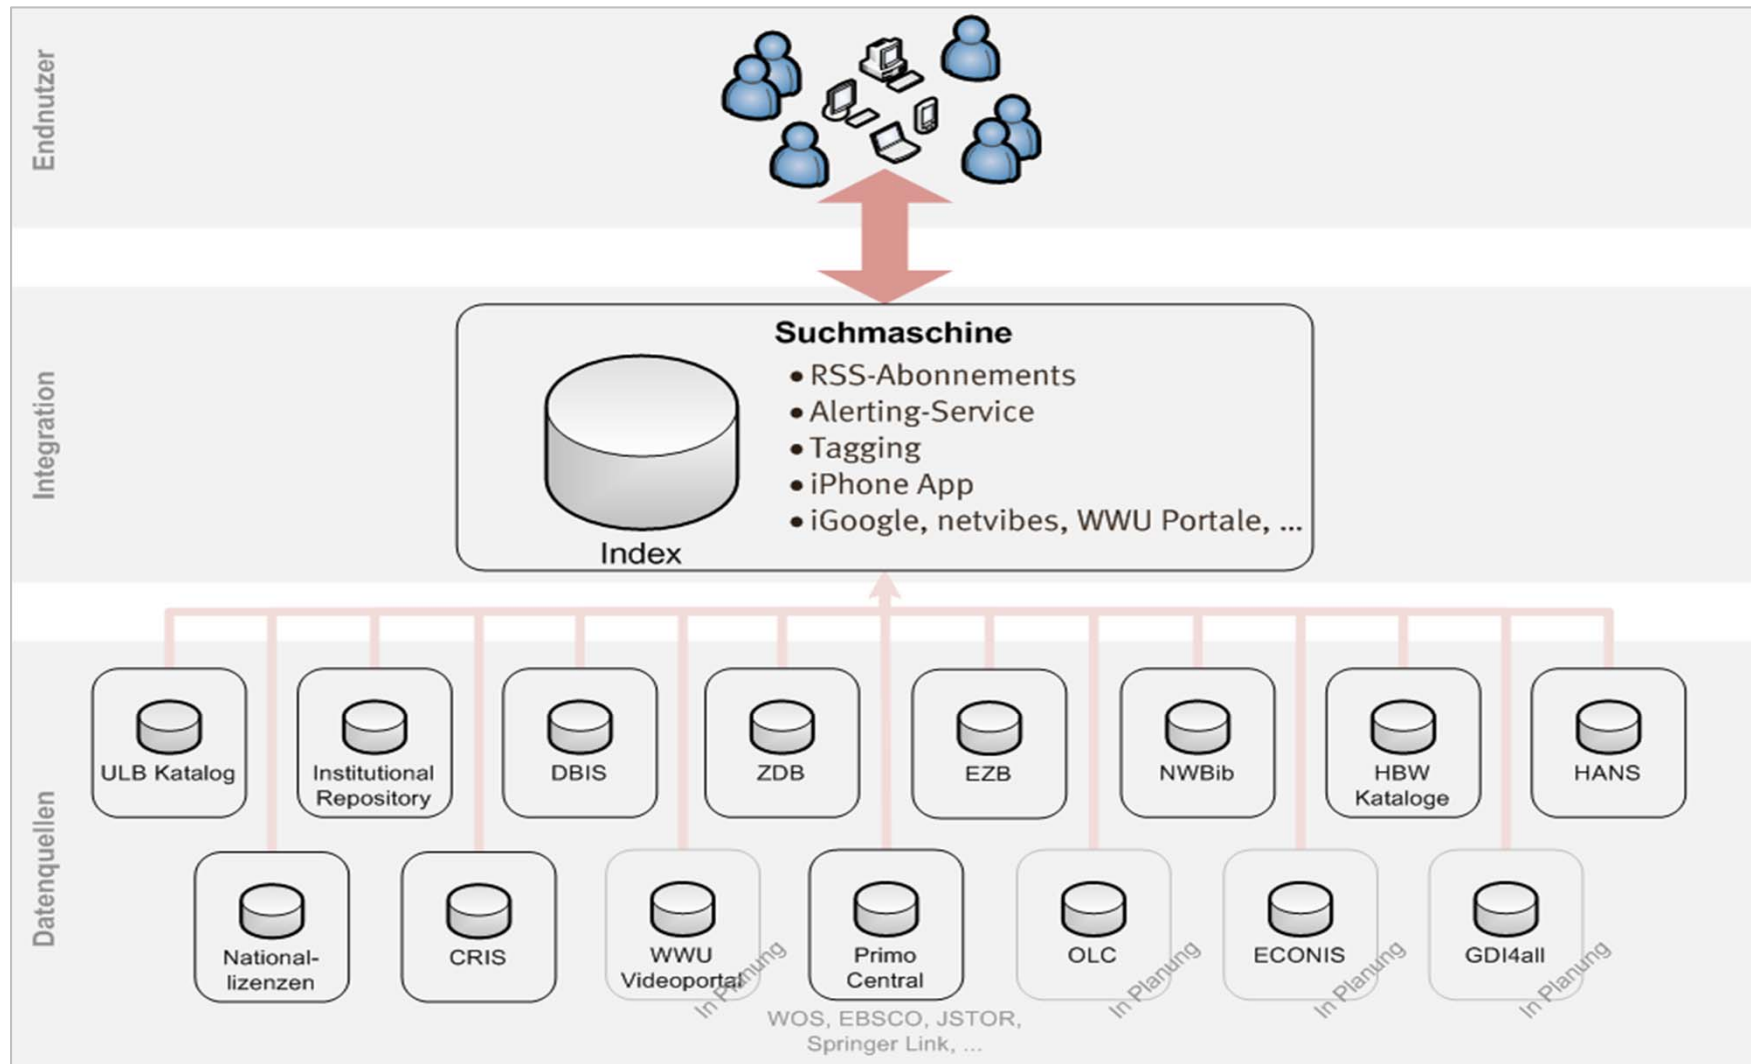 Endnutzer
Integration
Suchmaschine
• RSS-Abonnements
• Alerting-Service
• Tagging
• iPhone App
• iGoogle, netvibes, WWU Portale, ...
Index
Datenquellen
ULB Katalog
Institutional
Repository
DBIS
ZDB
EZB
NWBib
HBW
Kataloge
HANS
National-
lizenzen
CRIS
WWU
Videoportal
In Planung
Primo
Central
WOS, EBSCO, JSTOR,
Springer Link, ...
OLC
In Planung
ECONIS
In Planung
GDI4all
In Planung